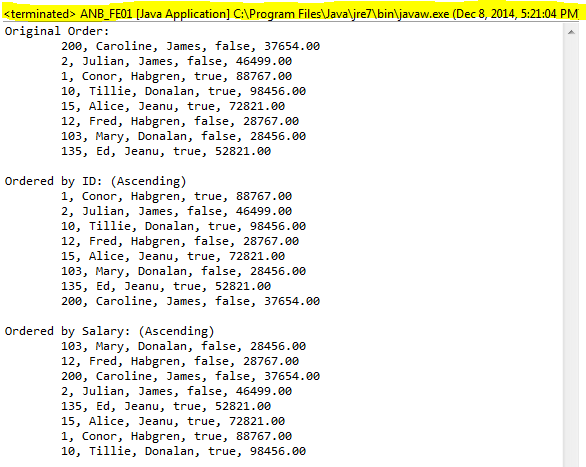 <terminated> ANB_FE01 [Java Application] C:\Program Files\Java\jre7\bin\javaw.exe (Dec 8, 2014, 5:21:04 PM
Original Order:
200, Caroline, James, false, 37654.00
2, Julian, James, false, 46499.00
1, Conor, Habgren, true, 88767.00
10, Tillie, Donalan, true, 98456.00
15, Alice, Jeanu, true, 72821.00
12, Fred, Habgren, false, 28767.00
103, Mary, Donalan, false, 28456.00
135, Ed, Jeanu, true, 52821.00
Ordered by ID: (Ascending)
1, Conor, Habgren, true, 88767.00
2, Julian, James, false, 46499.00
10, Tillie, Donalan, true, 98456.00
12, Fred, Habgren, false, 28767.00
15, Alice, Jeanu, true, 72821.00
103, Mary, Donalan, false, 28456.00
135, Ed, Jeanu, true, 52821.00
200, Caroline, James, false, 37654.00
Ordered by Salary: (Ascending)
103, Mary, Donalan, false, 28456.00
12, Fred, Habgren, false, 28767.00
200, Caroline, James, false, 37654.00
2, Julian, James, false, 46499.00
135, Ed, Jeanu, true, 52821.00
15, Alice, Jeanu, true, 72821.00
1, Conor, Habgren, true, 88767.00
10, Tillie, Donalan, true, 98456.00